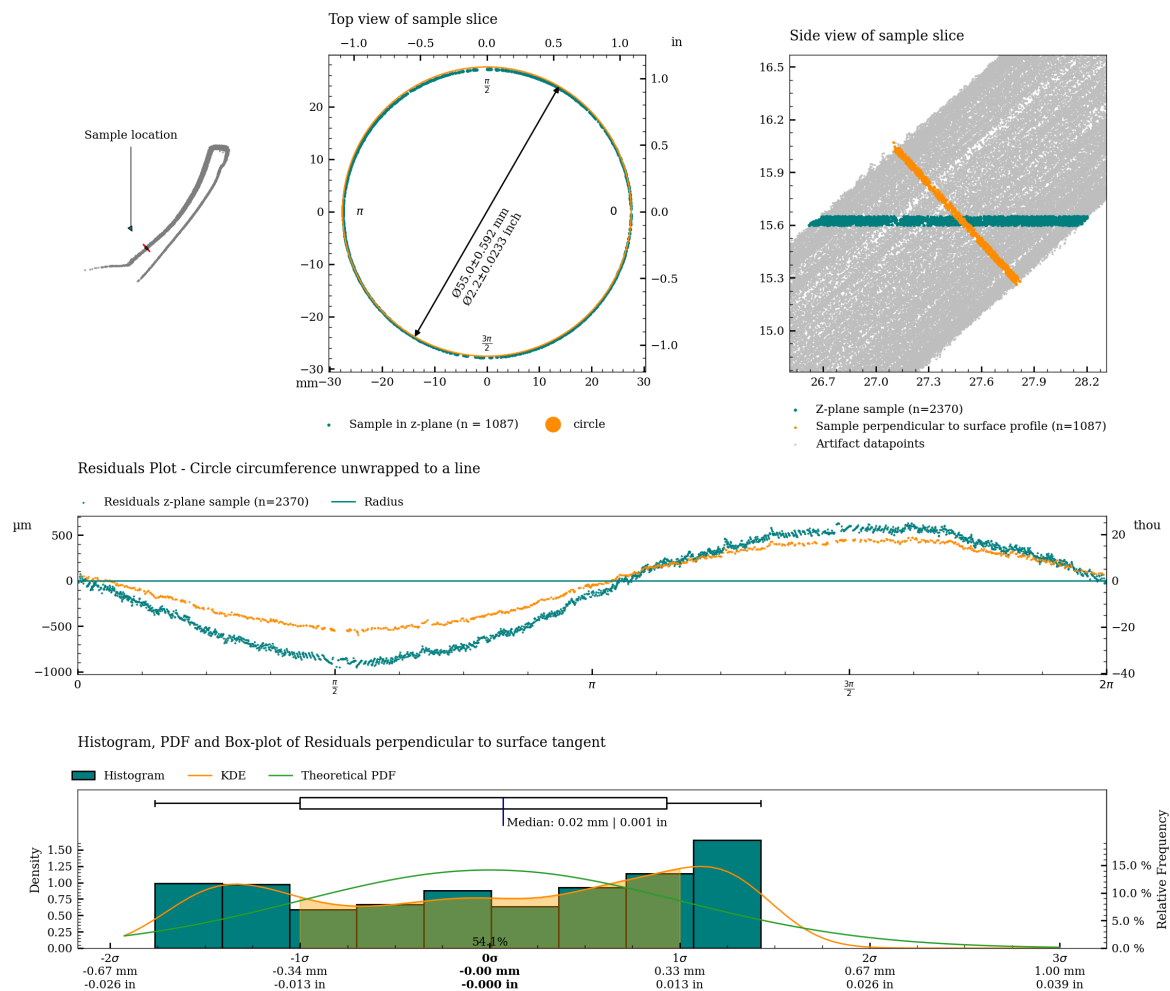 Top view of sample slice
−1.0 −0.5 0.0 0.5 1.0 in
Side view of sample slice
Sample location
20
10
0
−10
−20
−30
1.0
0.5
0.0
−0.5
−1.0
π/2
π
0
3π/2
Ø55.0±0.592 mm
Ø2.2±0.0233 inch
mm −30 −20 −10 0 10 20 30
Sample in z-plane (n = 1087) circle
16.5
16.2
15.9
15.6
15.3
15.0
26.7 27.0 27.3 27.6 27.9 28.2
Z-plane sample (n=2370)
Sample perpendicular to surface profile (n=1087)
Artifact datapoints
Residuals Plot - Circle circumference unwrapped to a line
Residuals z-plane sample (n=2370) Radius
µm
500
0
−500
−1000
thou
20
0
−20
−40
0 π/2 π 3π/2 2π
Histogram, PDF and Box-plot of Residuals perpendicular to surface tangent
Histogram KDE Theoretical PDF
Median: 0.02 mm | 0.001 in
Density
1.50
1.25
1.00
0.75
0.50
0.25
0.00
Relative Frequency
15.0 %
10.0 %
5.0 %
0.0 %
54.1%
-2σ -1σ 0σ 1σ 2σ 3σ
-0.67 mm -0.34 mm -0.00 mm 0.33 mm 0.67 mm 1.00 mm
-0.026 in -0.013 in -0.000 in 0.013 in 0.026 in 0.039 in